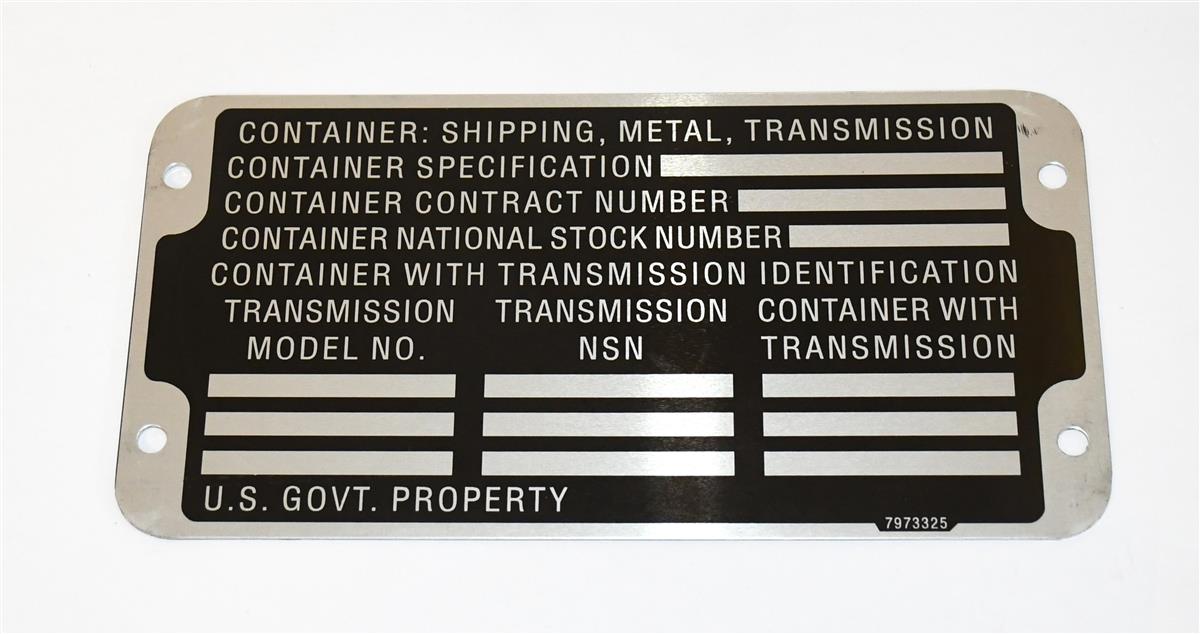 CONTAINER: SHIPPING, METAL, TRANSMISSION
CONTAINER SPECIFICATION
CONTAINER CONTRACT NUMBER
CONTAINER NATIONAL STOCK NUMBER
CONTAINER WITH TRANSMISSION IDENTIFICATION
TRANSMISSION TRANSMISSION CONTAINER WITH
MODEL NO. NSN TRANSMISSION
U.S. GOVT. PROPERTY
7973325